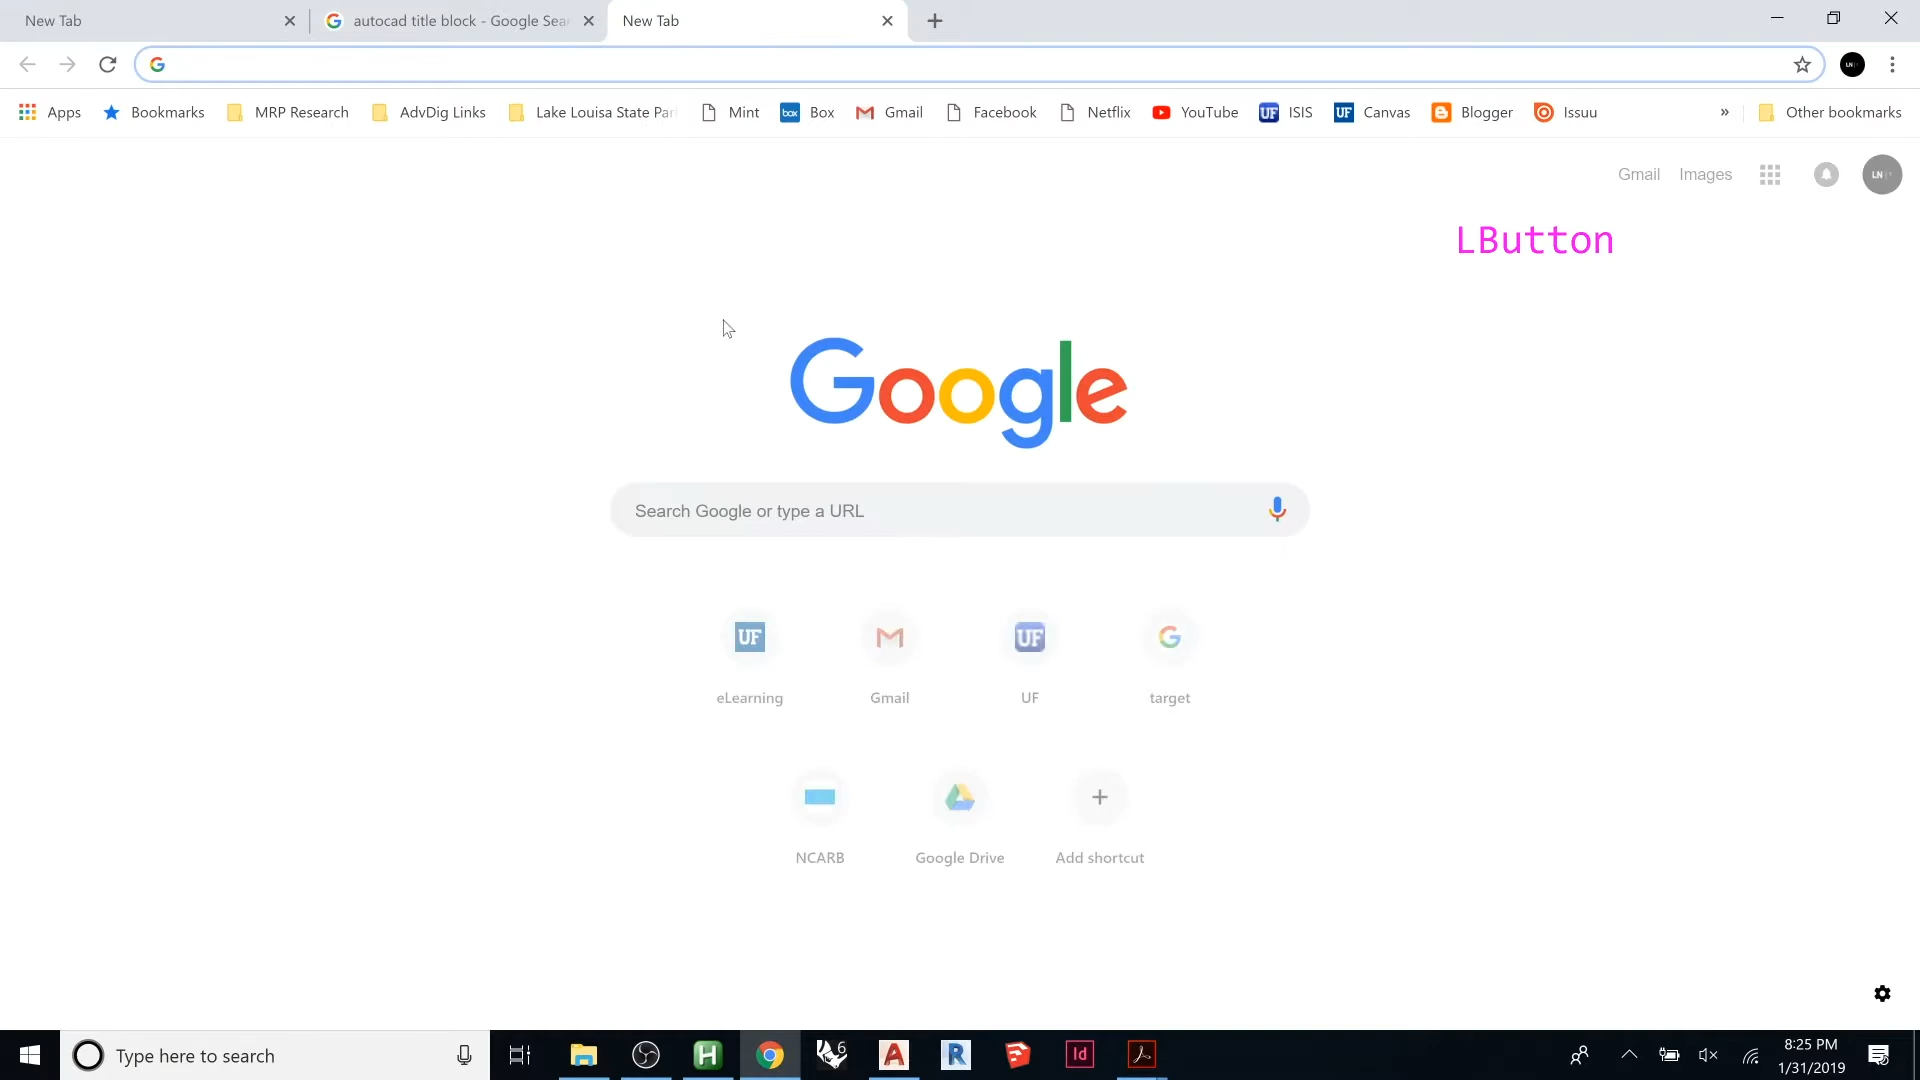 New Tab
autocad title block - Google Sea
New Tab
Apps
Bookmarks
MRP Research
AdvDig Links
Lake Louisa State Par
Mint
Box
Gmail
Facebook
Netflix
YouTube
ISIS
Canvas
Blogger
Issuu
»
Other bookmarks
Gmail
Images
LN
LButton
Google
Search Google or type a URL
UF
eLearning
Gmail
UF
UF
target
NCARB
Google Drive
Add shortcut
Type here to search
8:25 PM
1/31/2019